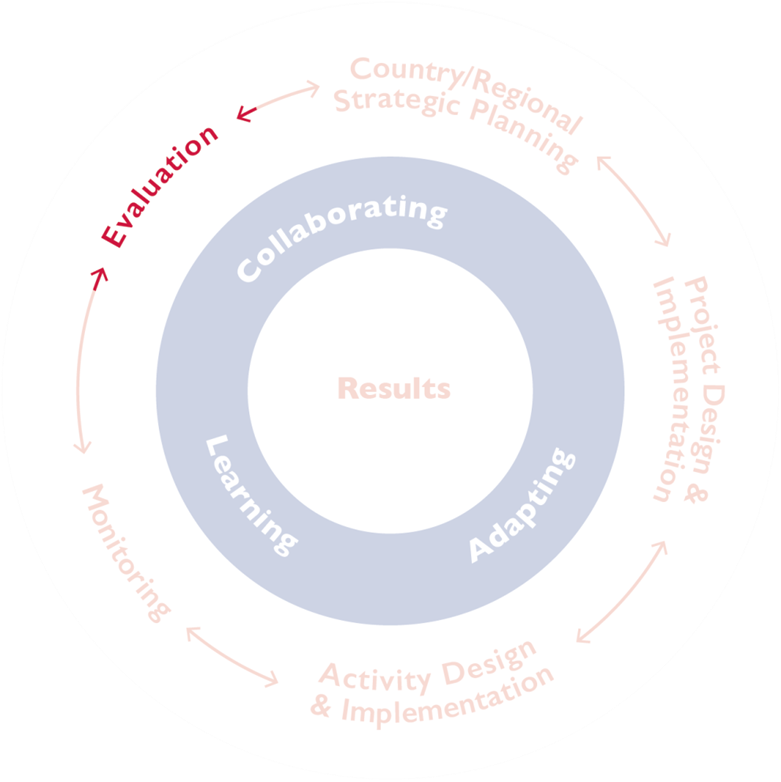 Country/Regional
Strategic Planning
Project Design &
Implementation
Activity Design
& Implementation
Monitoring
Evaluation
Collaborating
Adapting
Learning
Results